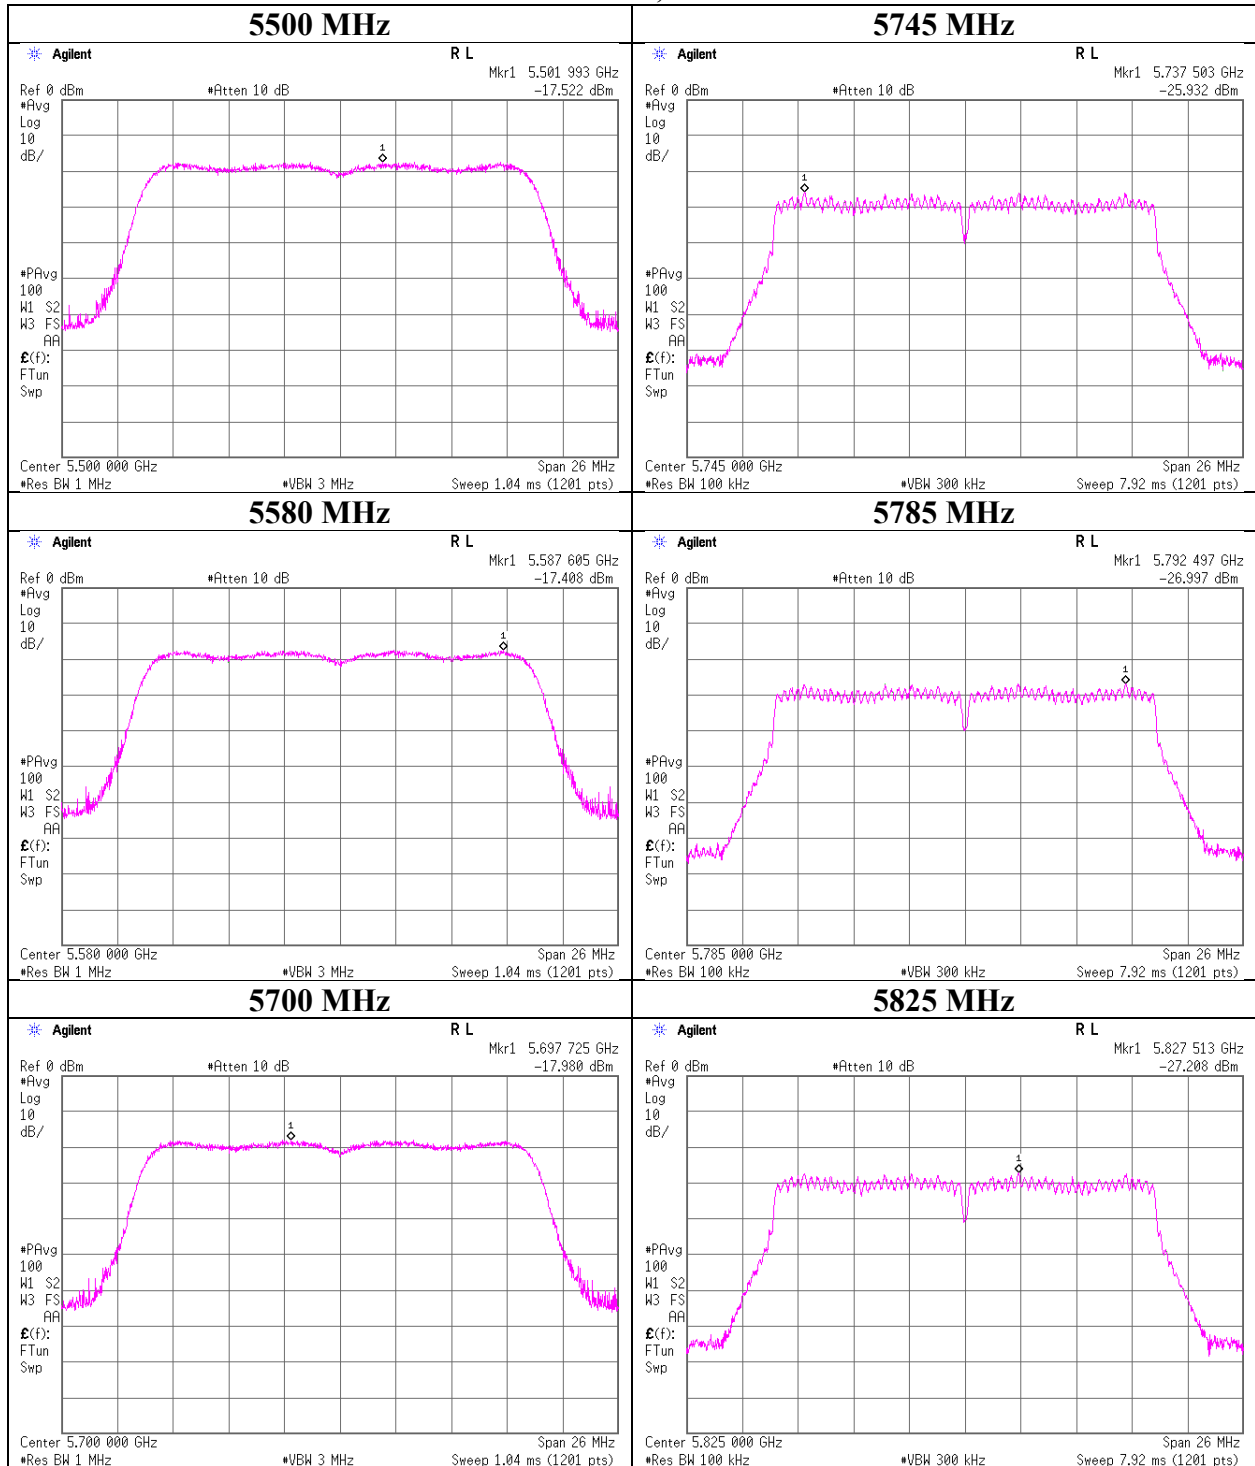 5500 MHz
Agilent
R L
Mkr1 5.501 993 GHz
Ref 0 dBm
#Atten 10 dB
-17.522 dBm
#Avg
Log
10
dB/
1
#PAvg
100
W1 S2
W3 FS
AA
£(f):
FTun
Swp
Center 5.500 000 GHz
Span 26 MHz
#Res BW 1 MHz
#VBW 3 MHz
Sweep 1.04 ms (1201 pts)
5745 MHz
Agilent
R L
Mkr1 5.737 503 GHz
Ref 0 dBm
#Atten 10 dB
-25.932 dBm
#Avg
Log
10
dB/
1
#PAvg
100
W1 S2
W3 FS
AA
£(f):
FTun
Swp
Center 5.745 000 GHz
Span 26 MHz
#Res BW 100 kHz
#VBW 300 kHz
Sweep 7.92 ms (1201 pts)
5580 MHz
Agilent
R L
Mkr1 5.587 605 GHz
Ref 0 dBm
#Atten 10 dB
-17.408 dBm
#Avg
Log
10
dB/
1
#PAvg
100
W1 S2
W3 FS
AA
£(f):
FTun
Swp
Center 5.580 000 GHz
Span 26 MHz
#Res BW 1 MHz
#VBW 3 MHz
Sweep 1.04 ms (1201 pts)
5785 MHz
Agilent
R L
Mkr1 5.792 497 GHz
Ref 0 dBm
#Atten 10 dB
-26.997 dBm
#Avg
Log
10
dB/
1
#PAvg
100
W1 S2
W3 FS
AA
£(f):
FTun
Swp
Center 5.785 000 GHz
Span 26 MHz
#Res BW 100 kHz
#VBW 300 kHz
Sweep 7.92 ms (1201 pts)
5700 MHz
Agilent
R L
Mkr1 5.697 725 GHz
Ref 0 dBm
#Atten 10 dB
-17.980 dBm
#Avg
Log
10
dB/
1
#PAvg
100
W1 S2
W3 FS
AA
£(f):
FTun
Swp
Center 5.700 000 GHz
Span 26 MHz
#Res BW 1 MHz
#VBW 3 MHz
Sweep 1.04 ms (1201 pts)
5825 MHz
Agilent
R L
Mkr1 5.827 513 GHz
Ref 0 dBm
#Atten 10 dB
-27.208 dBm
#Avg
Log
10
dB/
1
#PAvg
100
W1 S2
W3 FS
AA
£(f):
FTun
Swp
Center 5.825 000 GHz
Span 26 MHz
#Res BW 100 kHz
#VBW 300 kHz
Sweep 7.92 ms (1201 pts)